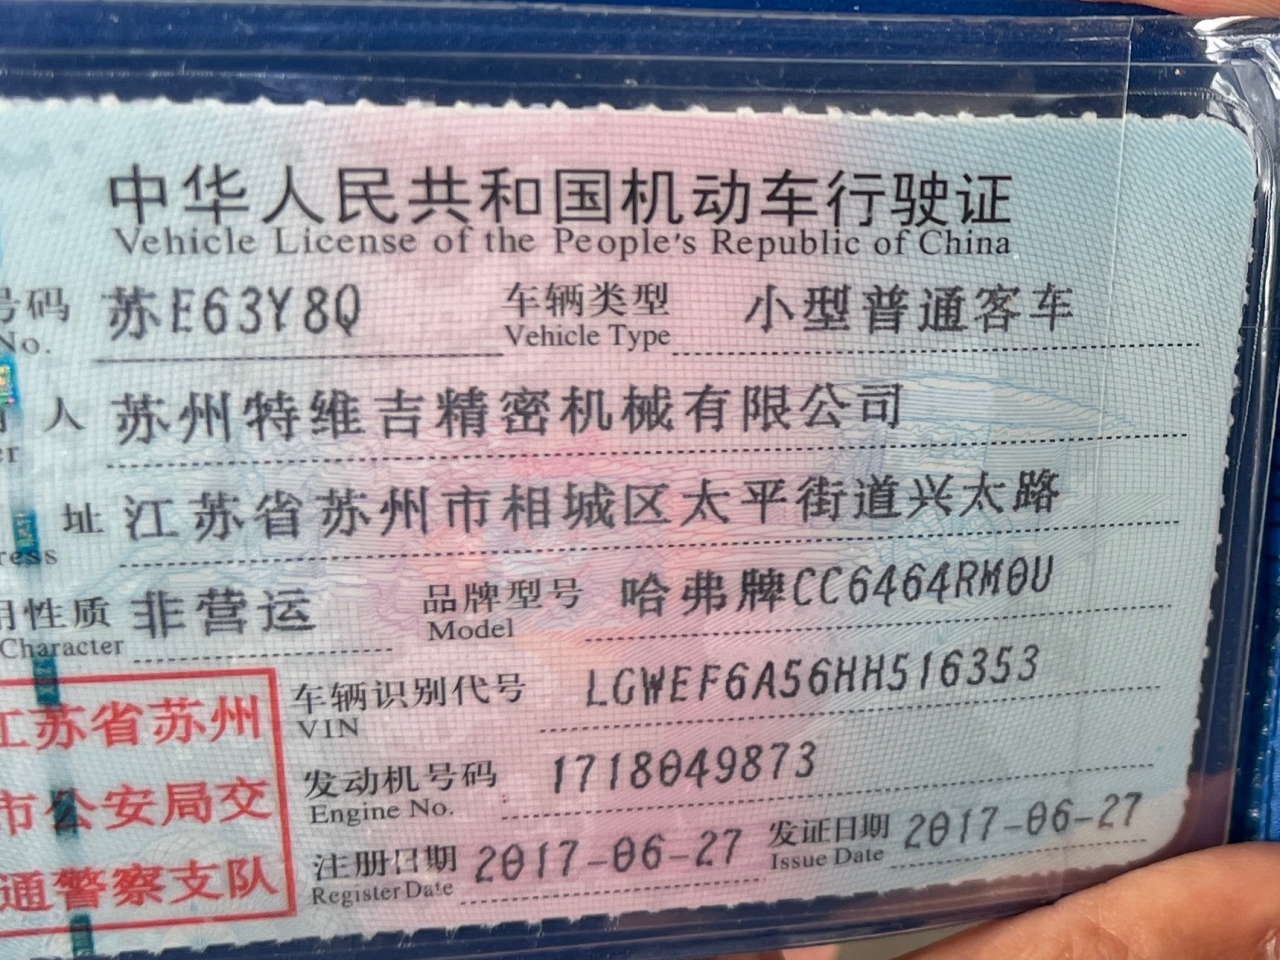 中华人民共和国机动车行驶证
Vehicle License of the People's Republic of China
号码 苏E63Y8Q 车辆类型 小型普通客车
No. Vehicle Type
人 苏州特维吉精密机械有限公司
er
址 江苏省苏州市相城区太平街道兴太路
ress
用性质 非营运 品牌型号 哈弗牌CC6464RM0U
Character Model
江苏省苏州
市公安局交
通警察支队
车辆识别代号 LGWEF6A56HH516353
VIN
发动机号码 1718049873
Engine No.
注册日期 2017-06-27 发证日期 2017-06-27
Register Date Issue Date